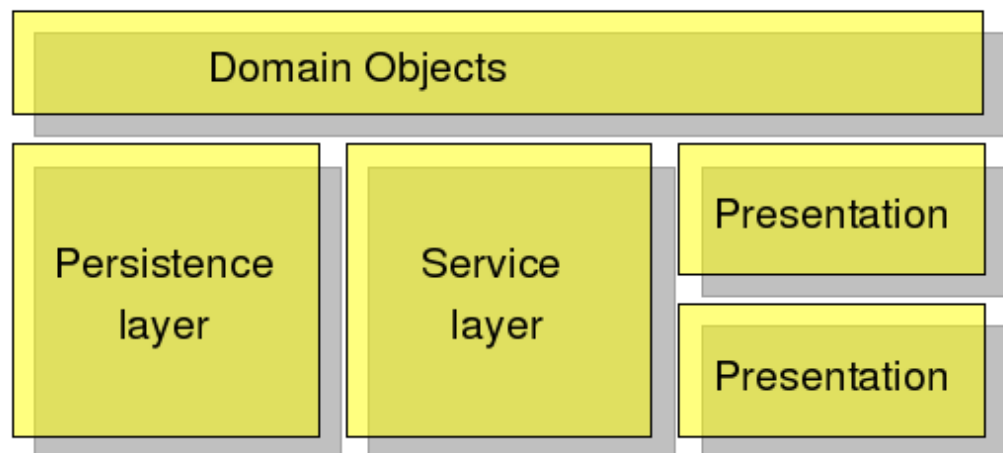 Domain Objects
Persistence
layer
Service
layer
Presentation
Presentation